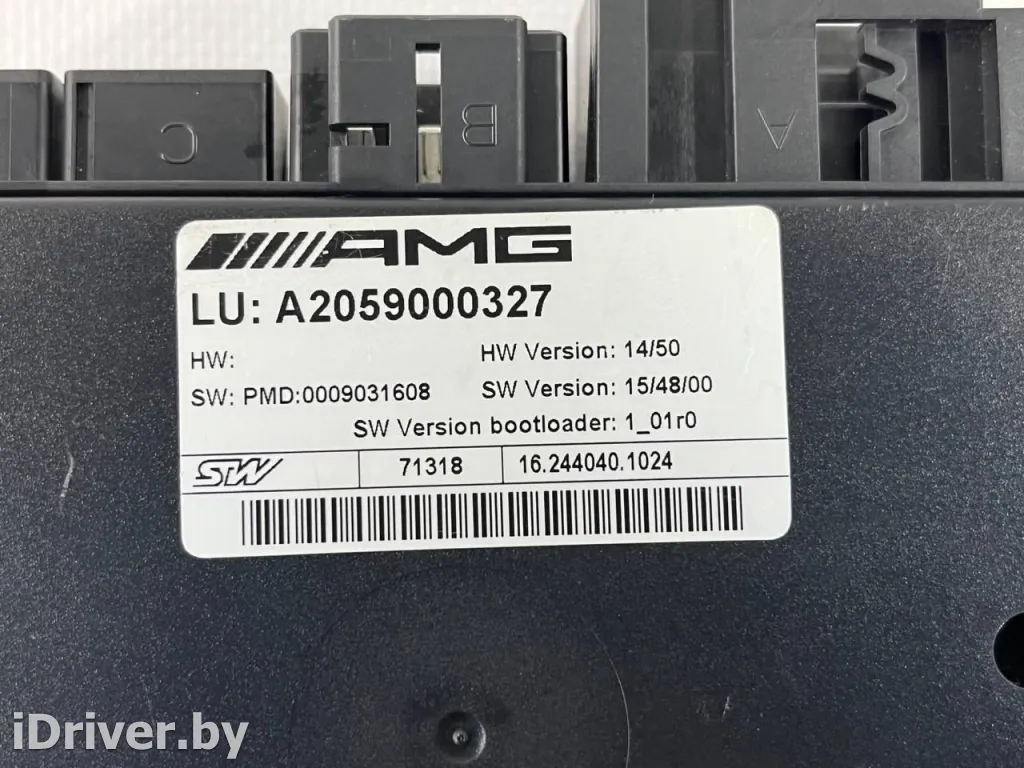 C
B
A
AMG
LU: A2059000327
HW:
HW Version: 14/50
SW: PMD:0009031608
SW Version: 15/48/00
SW Version bootloader: 1_01r0
STW
71318
16.244040.1024
iDriver.by